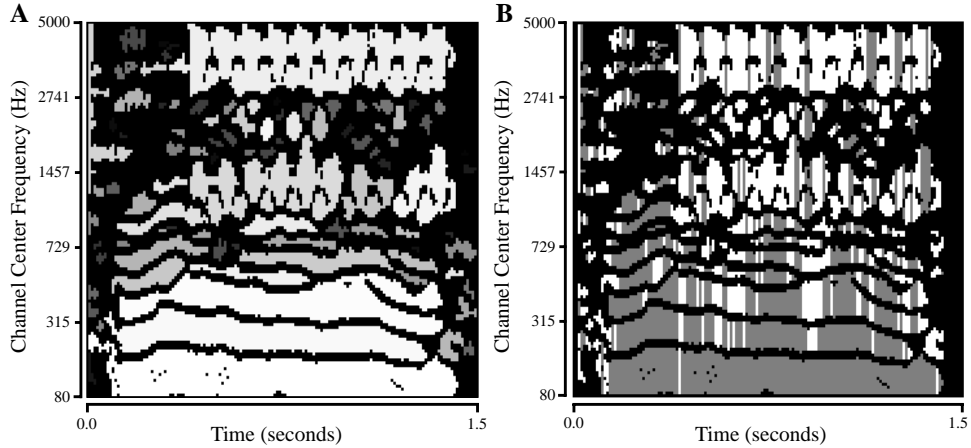 A
5000
2741
1457
729
315
80
Channel Center Frequency (Hz)
0.0
1.5
Time (seconds)
B
5000
2741
1457
729
315
80
Channel Center Frequency (Hz)
0.0
1.5
Time (seconds)